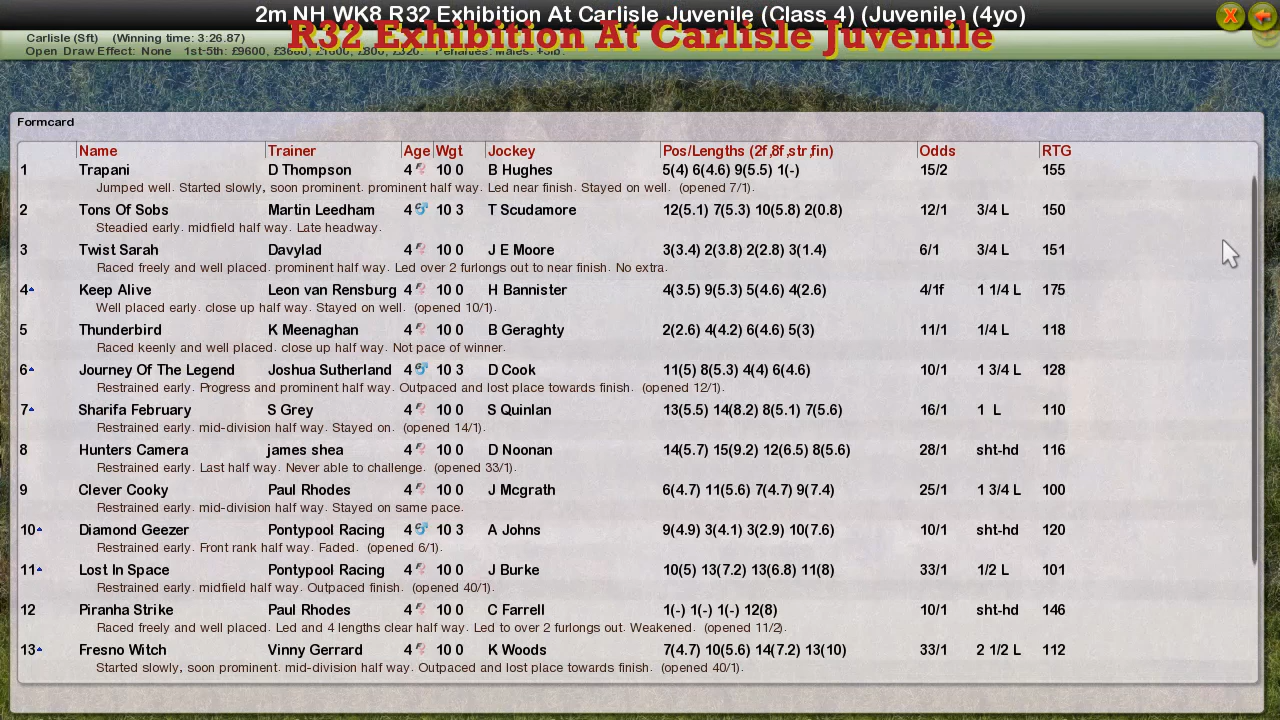 2m NH WK8 R32 Exhibition At Carlisle Juvenile (Class 4) (Juvenile) (4yo)
R32 Exhibition At Carlisle Juvenile
Carlisle (Sft) (Winning time: 3:26.87)
Open Draw Effect: None 1st-5th: £9600, £1600, £800, £320. Penalties: Males: +3lb.
Formcard
Name Trainer Age Wgt Jockey Pos/Lengths (2f,8f,str,fin) Odds RTG
1 Trapani D Thompson 4 10 0 B Hughes 5(4) 6(4.6) 9(5.5) 1(-) 15/2 155
Jumped well. Started slowly, soon prominent. prominent half way. Led near finish. Stayed on well. (opened 7/1).
2 Tons Of Sobs Martin Leedham 4 10 3 T Scudamore 12(5.1) 7(5.3) 10(5.8) 2(0.8) 12/1 3/4 L 150
Steadied early. midfield half way. Late headway.
3 Twist Sarah Davylad 4 10 0 J E Moore 3(3.4) 2(3.8) 2(2.8) 3(1.4) 6/1 3/4 L 151
Raced freely and well placed. prominent half way. Led over 2 furlongs out to near finish. No extra.
4 Keep Alive Leon van Rensburg 4 10 0 H Bannister 4(3.5) 9(5.3) 5(4.6) 4(2.6) 4/1f 1 1/4 L 175
Well placed early. close up half way. Stayed on well. (opened 10/1).
5 Thunderbird K Meenaghan 4 10 0 B Geraghty 2(2.6) 4(4.2) 6(4.6) 5(3) 11/1 1/4 L 118
Raced keenly and well placed. close up half way. Not pace of winner.
6 Journey Of The Legend Joshua Sutherland 4 10 3 D Cook 11(5) 8(5.3) 4(4) 6(4.6) 10/1 1 3/4 L 128
Restrained early. Progress and prominent half way. Outpaced and lost place towards finish. (opened 12/1).
7 Sharifa February S Grey 4 10 0 S Quinlan 13(5.5) 14(8.2) 8(5.1) 7(5.6) 16/1 1 L 110
Restrained early. mid-division half way. Stayed on. (opened 14/1).
8 Hunters Camera james shea 4 10 0 D Noonan 14(5.7) 15(9.2) 12(6.5) 8(5.6) 28/1 sht-hd 116
Restrained early. Last half way. Never able to challenge. (opened 33/1).
9 Clever Cooky Paul Rhodes 4 10 0 J Mcgrath 6(4.7) 11(5.6) 7(4.7) 9(7.4) 25/1 1 3/4 L 100
Restrained early. mid-division half way. Stayed on same pace.
10 Diamond Geezer Pontypool Racing 4 10 3 A Johns 9(4.9) 3(4.1) 3(2.9) 10(7.6) 10/1 sht-hd 120
Restrained early. Front rank half way. Faded. (opened 6/1).
11 Lost In Space Pontypool Racing 4 10 0 J Burke 10(5) 13(7.2) 13(6.8) 11(8) 33/1 1/2 L 101
Restrained early. midfield half way. Outpaced finish. (opened 40/1).
12 Piranha Strike Paul Rhodes 4 10 0 C Farrell 1(-) 1(-) 1(-) 12(8) 10/1 sht-hd 146
Raced freely and well placed. Led and 4 lengths clear half way. Led to over 2 furlongs out. Weakened. (opened 11/2).
13 Fresno Witch Vinny Gerrard 4 10 0 K Woods 7(4.7) 10(5.6) 14(7.2) 13(10) 33/1 2 1/2 L 112
Started slowly, soon prominent. mid-division half way. Outpaced and lost place towards finish. (opened 40/1).